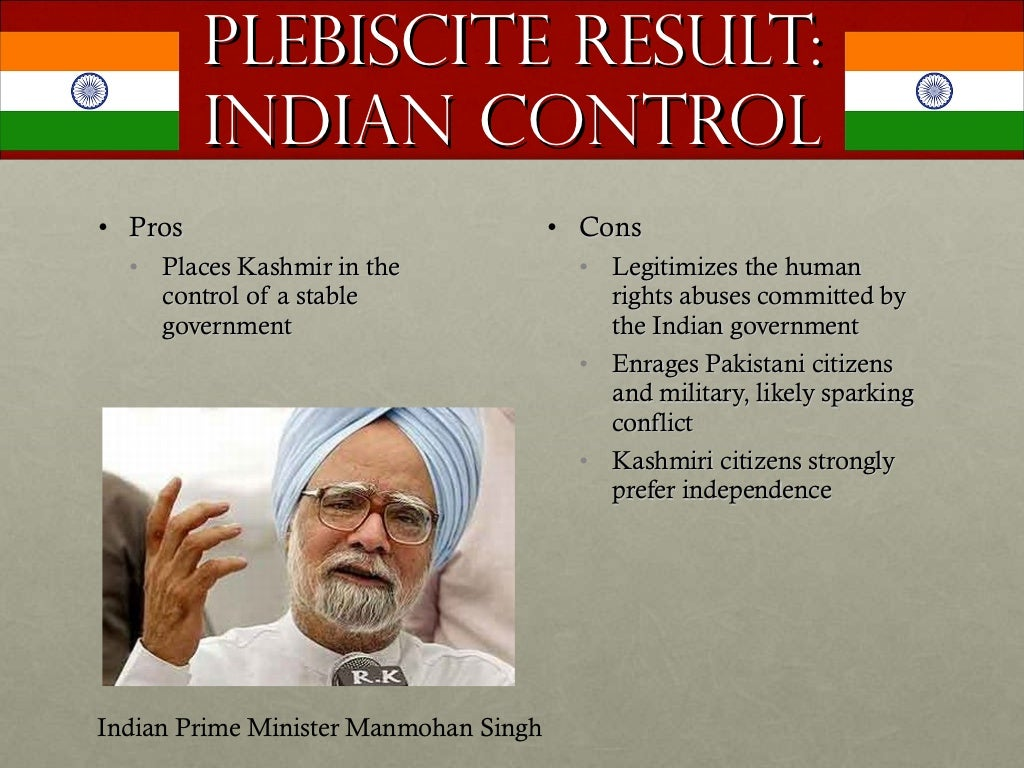 PLEBISCITE RESULT:
INDIAN CONTROL
• Pros
• Places Kashmir in the
control of a stable
government
• Cons
• Legitimizes the human
rights abuses committed by
the Indian government
• Enrages Pakistani citizens
and military, likely sparking
conflict
• Kashmiri citizens strongly
prefer independence
R.K
Indian Prime Minister Manmohan Singh